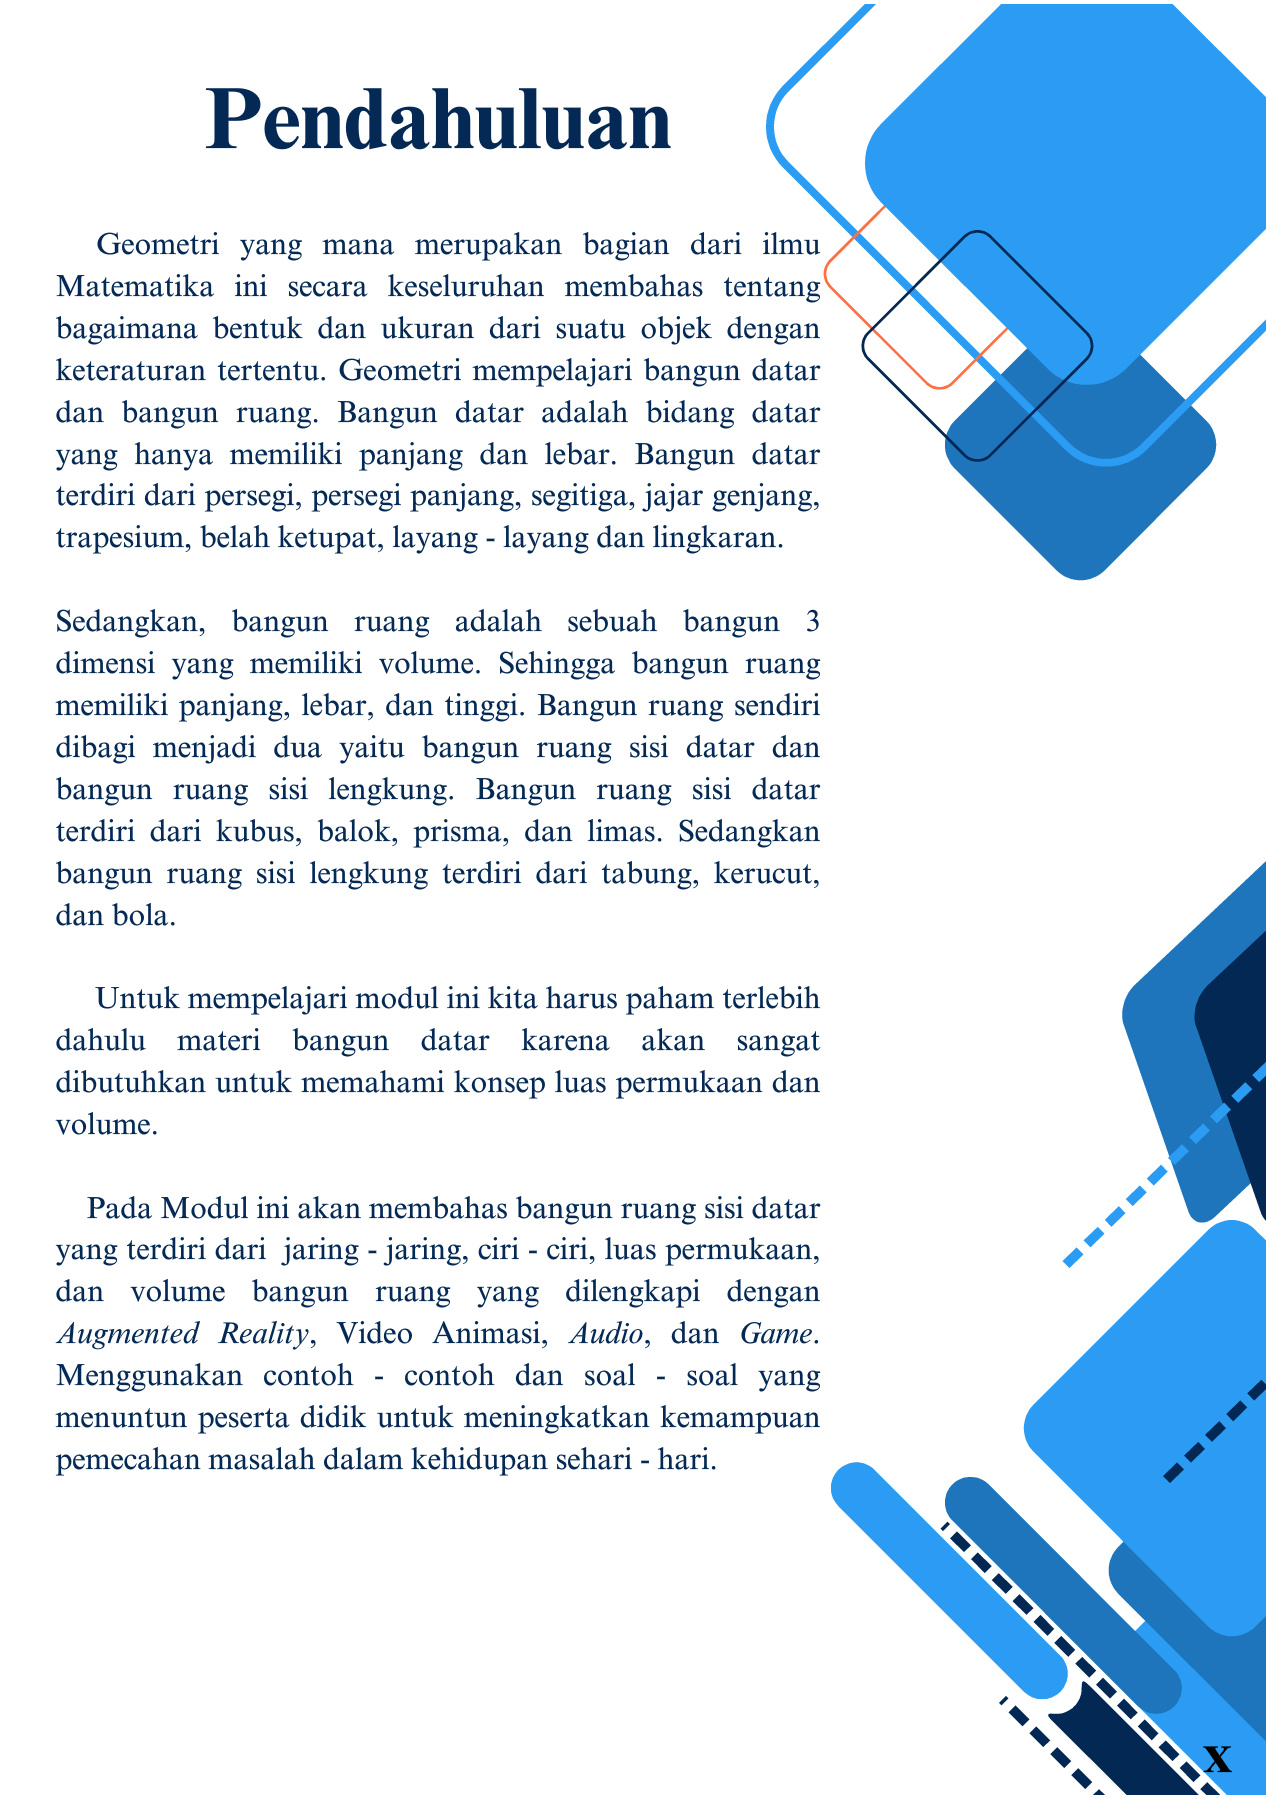 Pendahuluan
Geometri yang mana merupakan bagian dari ilmu
Matematika ini secara keseluruhan membahas tentang
bagaimana bentuk dan ukuran dari suatu objek dengan
keteraturan tertentu. Geometri mempelajari bangun datar
dan bangun ruang. Bangun datar adalah bidang datar
yang hanya memiliki panjang dan lebar. Bangun datar
terdiri dari persegi, persegi panjang, segitiga, jajar genjang,
trapesium, belah ketupat, layang - layang dan lingkaran.
Sedangkan, bangun ruang adalah sebuah bangun 3
dimensi yang memiliki volume. Sehingga bangun ruang
memiliki panjang, lebar, dan tinggi. Bangun ruang sendiri
dibagi menjadi dua yaitu bangun ruang sisi datar dan
bangun ruang sisi lengkung. Bangun ruang sisi datar
terdiri dari kubus, balok, prisma, dan limas. Sedangkan
bangun ruang sisi lengkung terdiri dari tabung, kerucut,
dan bola.
Untuk mempelajari modul ini kita harus paham terlebih
dahulu materi bangun datar karena akan sangat
dibutuhkan untuk memahami konsep luas permukaan dan
volume.
Pada Modul ini akan membahas bangun ruang sisi datar
yang terdiri dari jaring - jaring, ciri - ciri, luas permukaan,
dan volume bangun ruang yang dilengkapi dengan
Augmented Reality, Video Animasi, Audio, dan Game.
Menggunakan contoh - contoh dan soal - soal yang
menuntun peserta didik untuk meningkatkan kemampuan
pemecahan masalah dalam kehidupan sehari - hari.
x